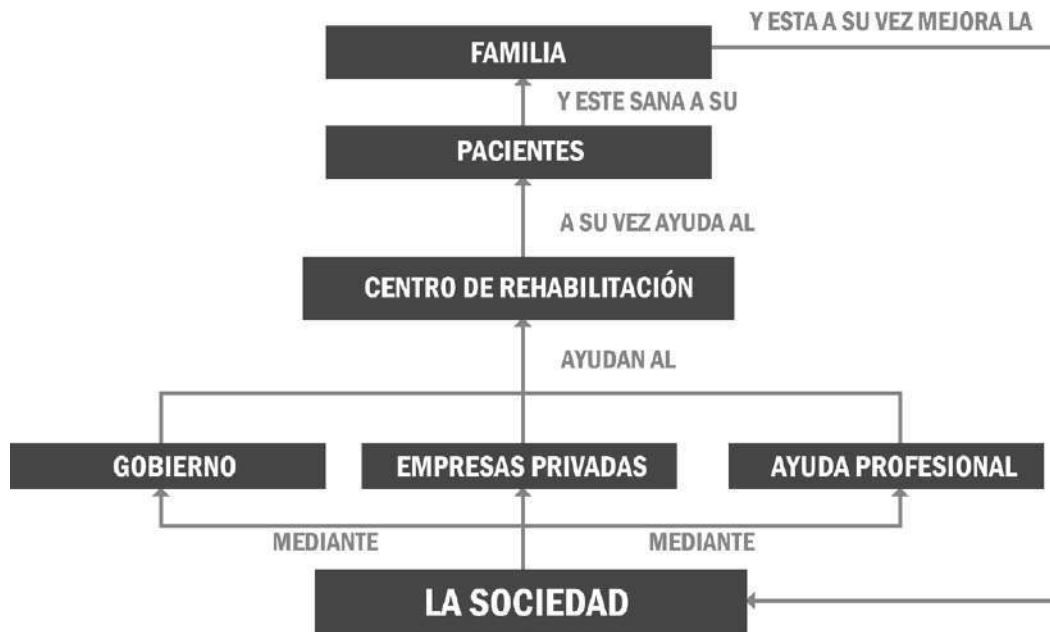 Y ESTA A SU VEZ MEJORA LA
FAMILIA
Y ESTE SANA A SU
PACIENTES
A SU VEZ AYUDA AL
CENTRO DE REHABILITACIÓN
AYUDAN AL
GOBIERNO
EMPRESAS PRIVADAS
AYUDA PROFESIONAL
MEDIANTE
MEDIANTE
LA SOCIEDAD